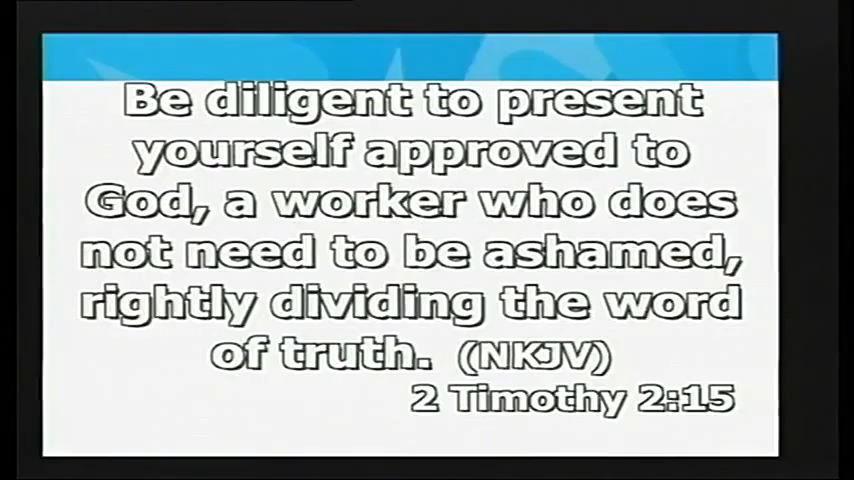 Be diligent to present
yourself approved to
God, a worker who does
not need to be ashamed,
rightly dividing the word
of truth. (NKJV)
2 Timothy 2:15